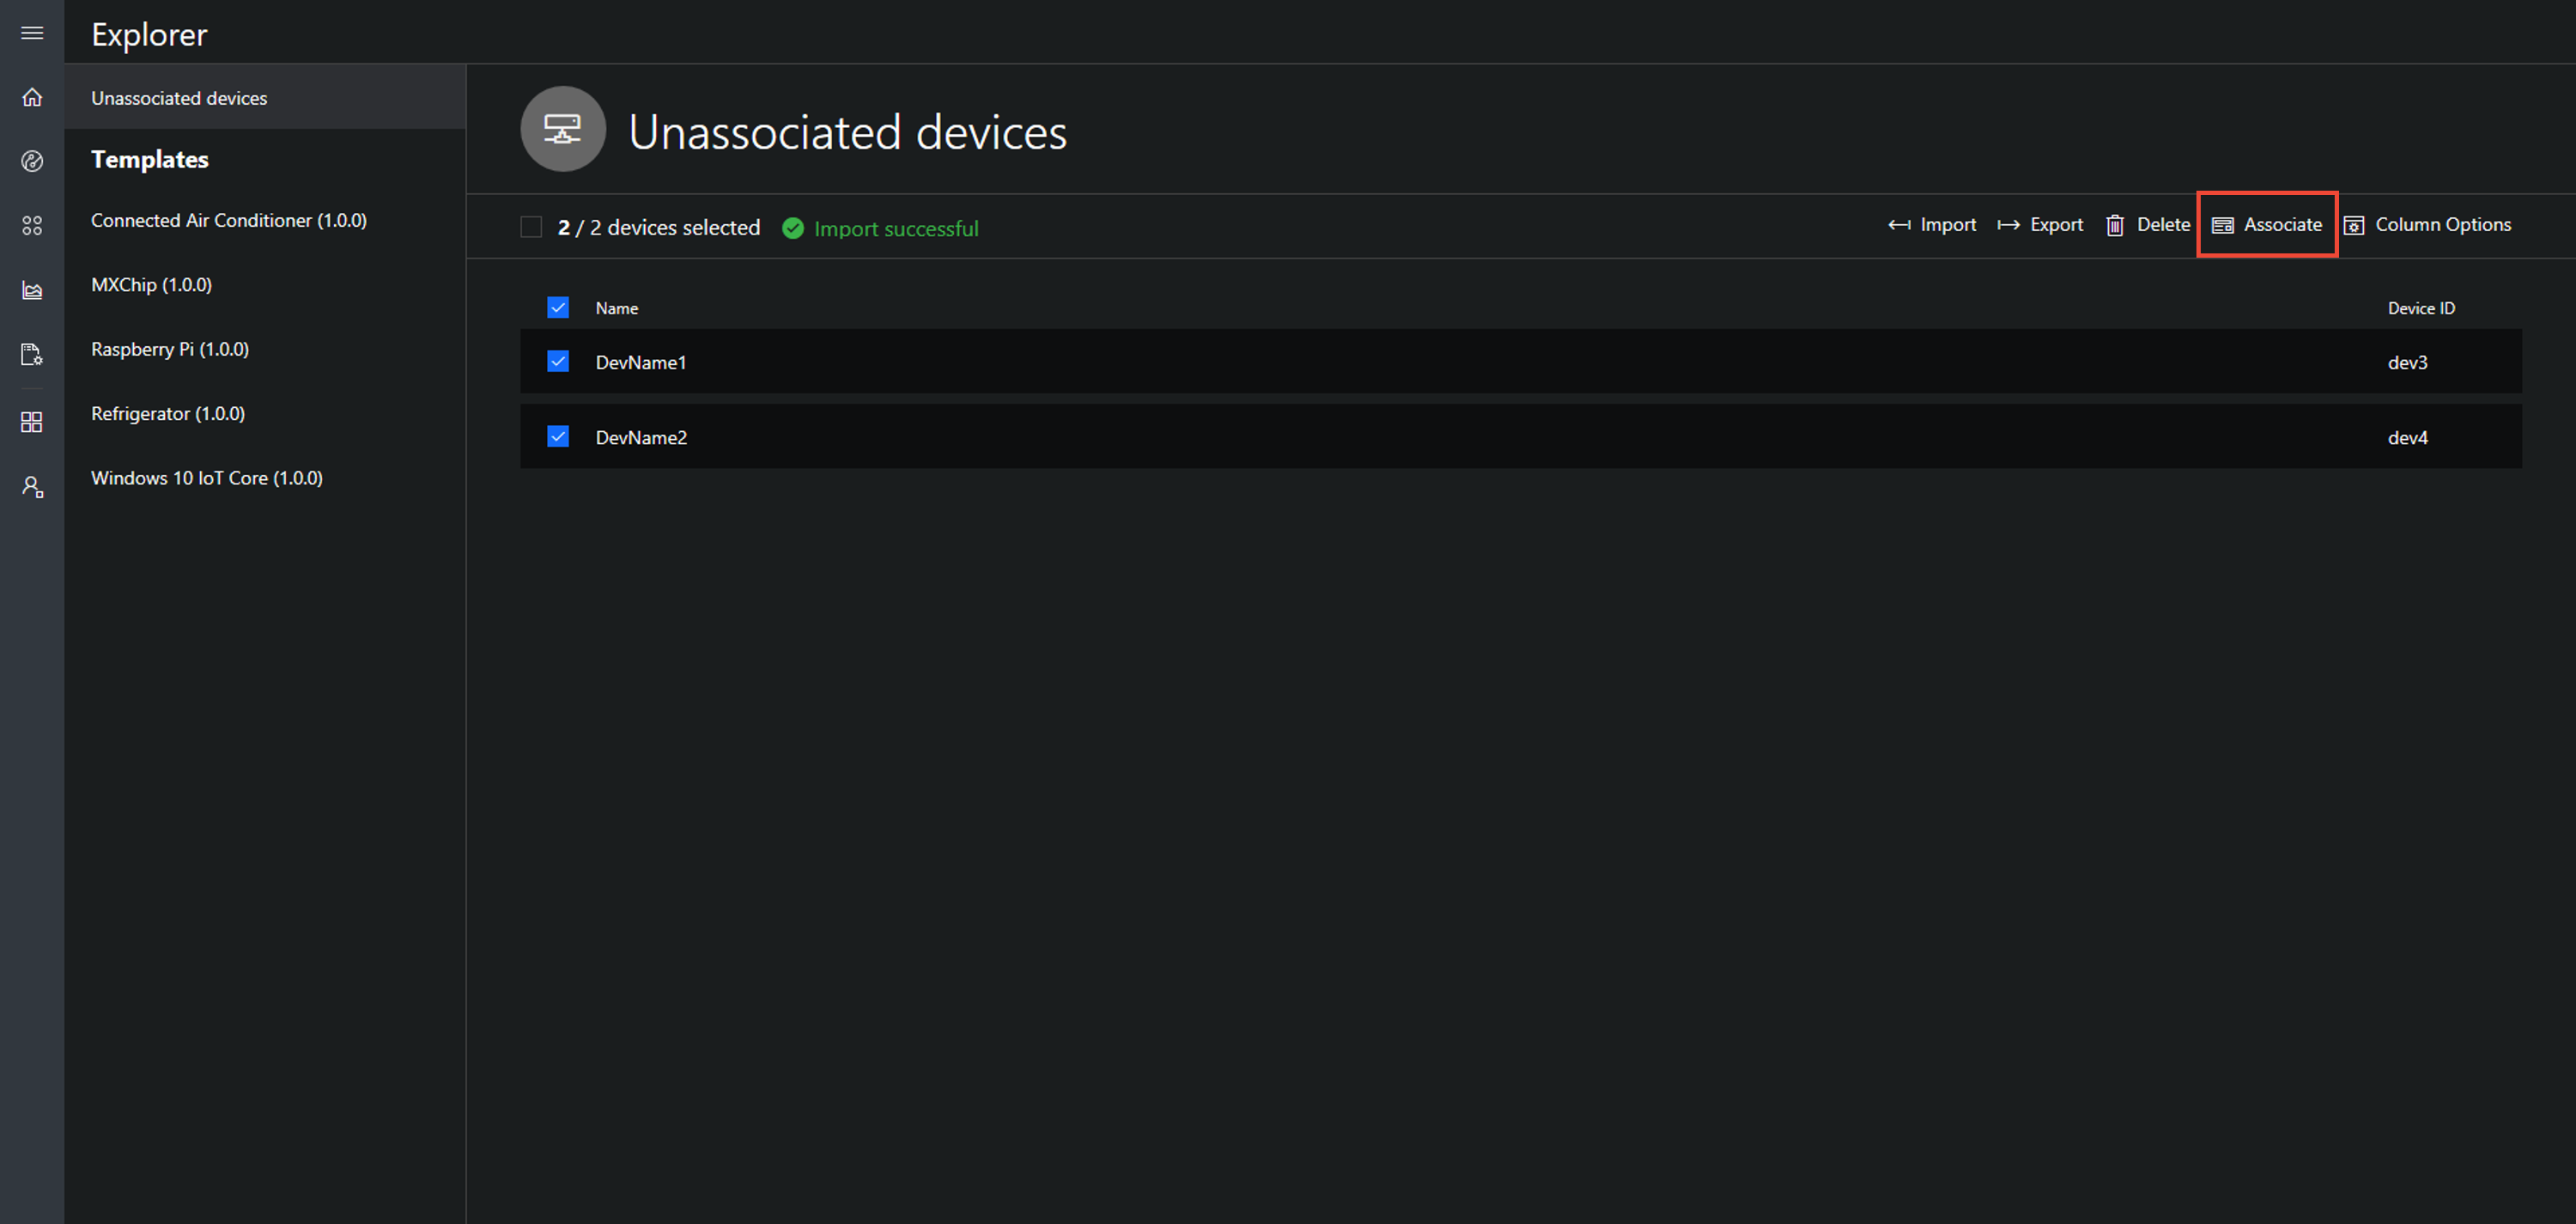 Explorer
Unassociated devices
Templates
Connected Air Conditioner (1.0.0)
MXChip (1.0.0)
Raspberry Pi (1.0.0)
Refrigerator (1.0.0)
Windows 10 IoT Core (1.0.0)
Unassociated devices
2 / 2 devices selected Import successful Import Export Delete Associate Column Options
Name Device ID
DevName1 dev3
DevName2 dev4